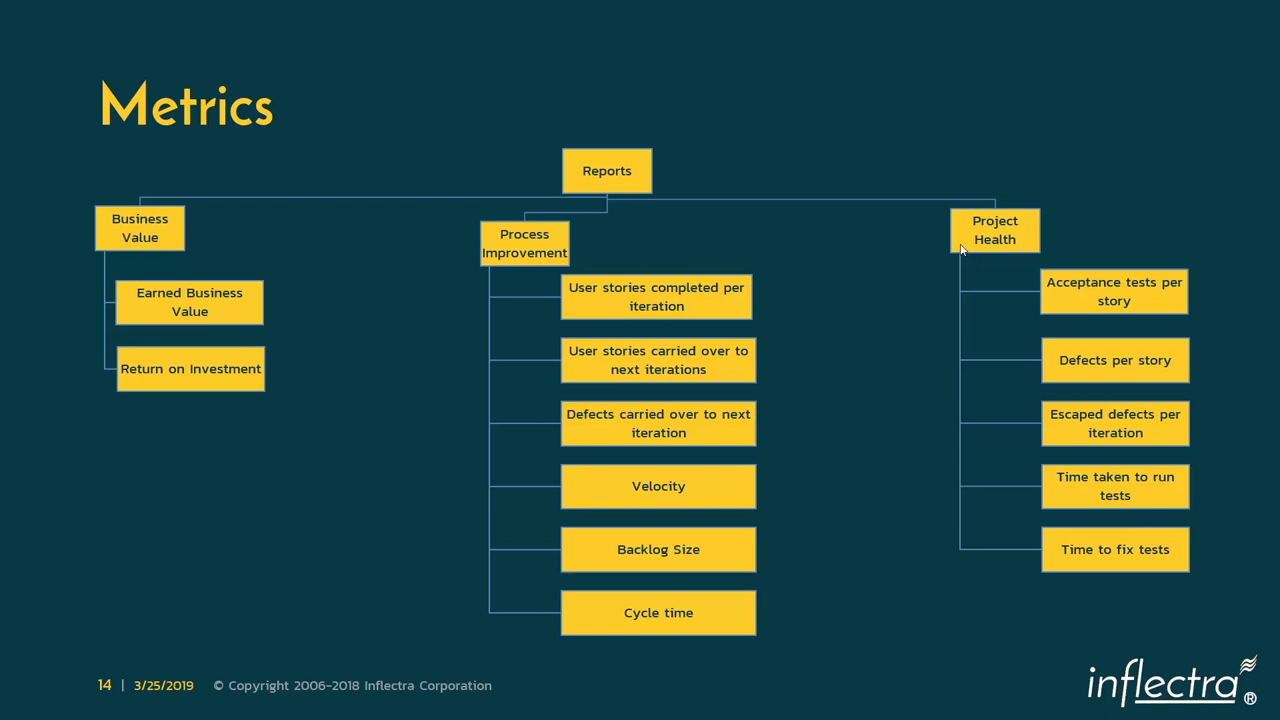 Metrics
Reports
Business
Value
Earned Business
Value
Return on Investment
Process
Improvement
User stories completed per
iteration
User stories carried over to
next iterations
Defects carried over to next
iteration
Velocity
Backlog Size
Cycle time
Project
Health
Acceptance tests per
story
Defects per story
Escaped defects per
iteration
Time taken to run
tests
Time to fix tests
14 | 3/25/2019 © Copyright 2006-2018 Inflectra Corporation
inflectra®